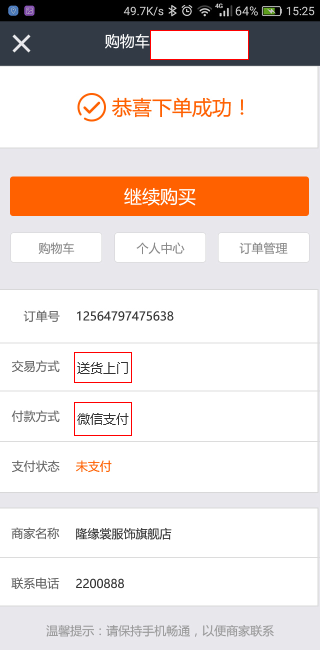 49.7K/s 4G 64% 15:25
购物车
恭喜下单成功！
继续购买
购物车 个人中心 订单管理
订单号 12564797475638
交易方式 送货上门
付款方式 微信支付
支付状态 未支付
商家名称 隆缘裳服饰旗舰店
联系电话 2200888
温馨提示：请保持手机畅通，以便商家联系